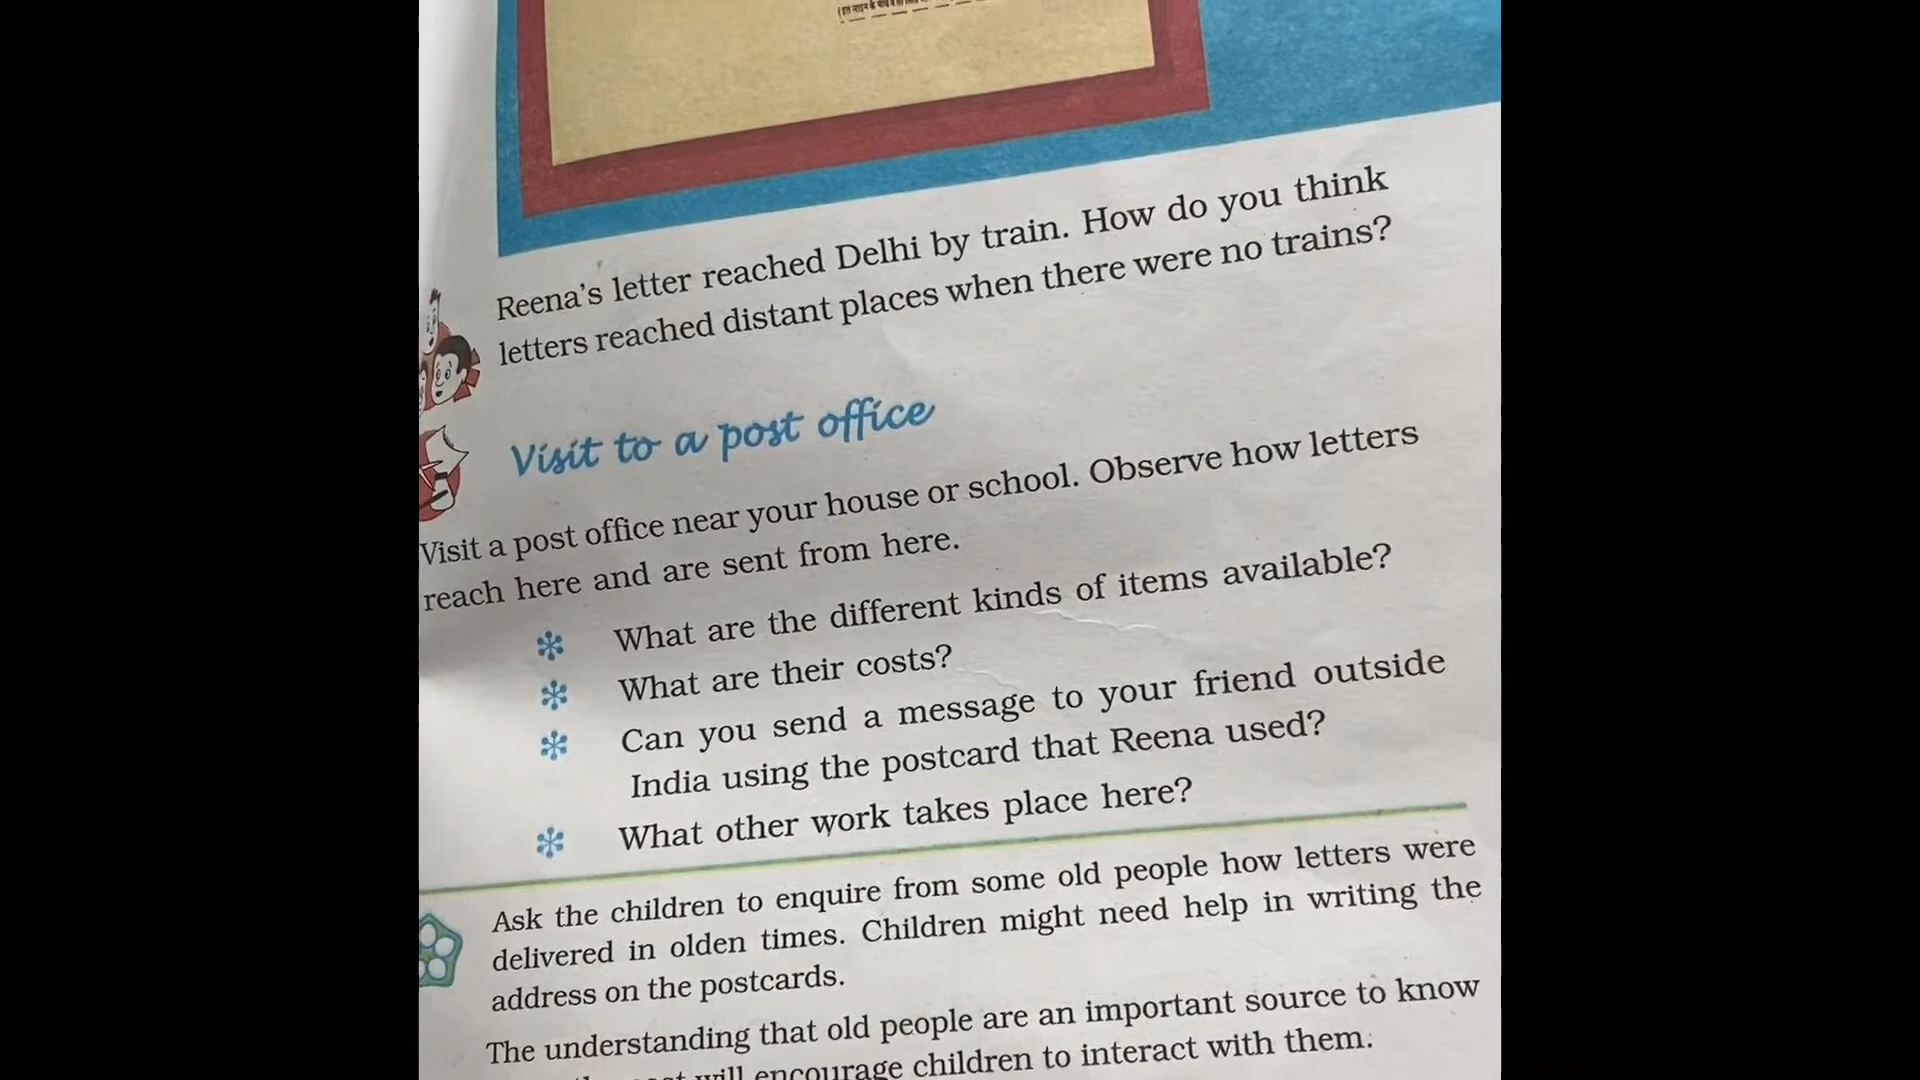 Reena's letter reached Delhi by train. How do you think
letters reached distant places when there were no trains?
Visit to a post office
Visit a post office near your house or school. Observe how letters
reach here and are sent from here.
What are the different kinds of items available?
What are their costs?
Can you send a message to your friend outside
India using the postcard that Reena used?
What other work takes place here?
Ask the children to enquire from some old people how letters were
delivered in olden times. Children might need help in writing the
address on the postcards.
The understanding that old people are an important source to know
will encourage children to interact with them.